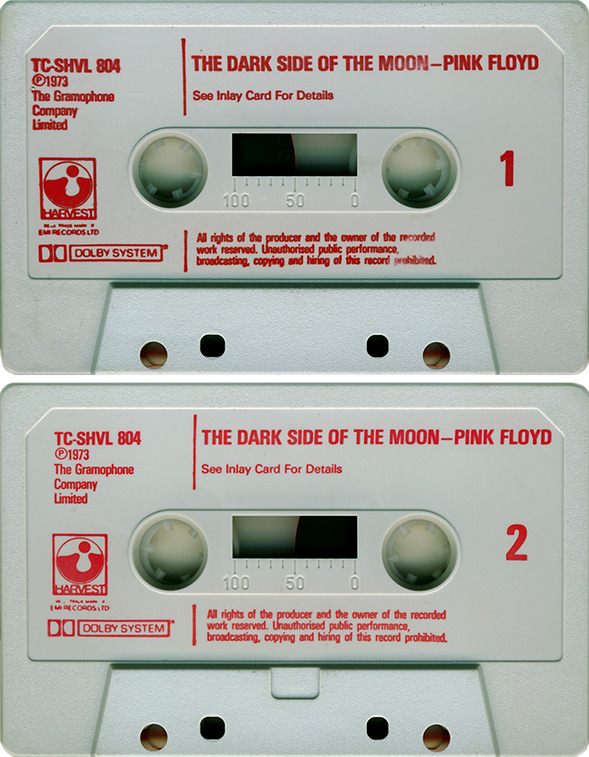 TC-SHVL 804
℗1973
The Gramophone
Company
Limited
THE DARK SIDE OF THE MOON–PINK FLOYD
See Inlay Card For Details
1
100 50 0
HARVEST
TRADE MARK
EMI RECORDS LTD
DOLBY SYSTEM
All rights of the producer and the owner of the recorded
work reserved. Unauthorised public performance,
broadcasting, copying and hiring of this record prohibited.
TC-SHVL 804
℗1973
The Gramophone
Company
Limited
THE DARK SIDE OF THE MOON–PINK FLOYD
See Inlay Card For Details
2
100 50 0
HARVEST
TRADE MARK
EMI RECORDS LTD
DOLBY SYSTEM
All rights of the producer and the owner of the recorded
work reserved. Unauthorised public performance,
broadcasting, copying and hiring of this record prohibited.